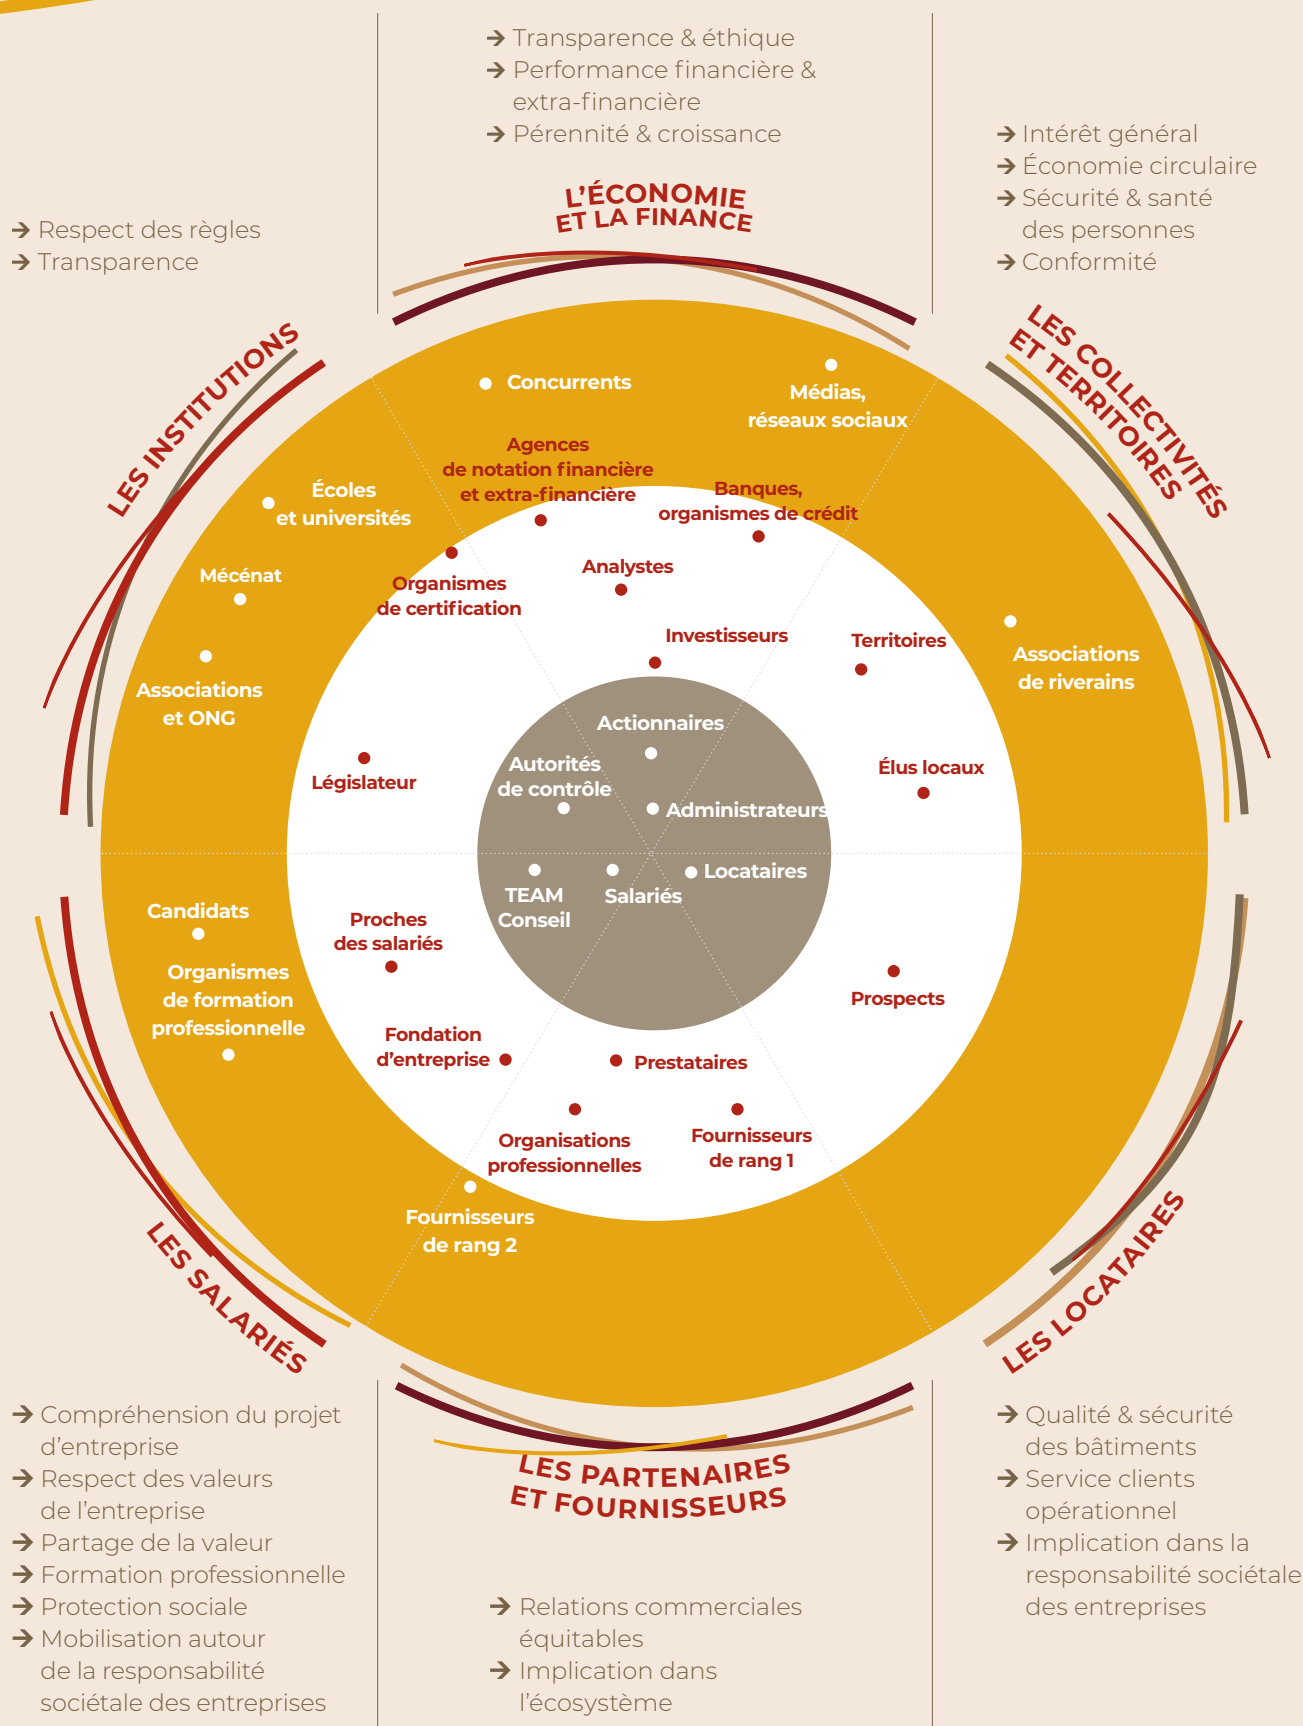 → Transparence & éthique
→ Performance financière &
extra-financière
→ Pérennité & croissance
→ Intérêt général
→ Économie circulaire
→ Sécurité & santé
des personnes
→ Conformité
→ Respect des règles
→ Transparence
L'ÉCONOMIE
ET LA FINANCE
LES INSTITUTIONS
LES COLLECTIVITÉS
ET TERRITOIRES
Concurrents
Médias,
réseaux sociaux
Agences
de notation financière
et extra-financière
Banques,
organismes de crédit
Écoles
et universités
Mécénat
Organismes
de certification
Analystes
Investisseurs
Territoires
Associations
de riverains
Associations
et ONG
Législateur
Actionnaires
Autorités
de contrôle
Administrateurs
Élus locaux
TEAM
Conseil
Salariés
Locataires
Candidats
Proches
des salariés
Organismes
de formation
professionnelle
Prospects
Fondation
d'entreprise
Prestataires
Organisations
professionnelles
Fournisseurs
de rang 1
Fournisseurs
de rang 2
LES SALARIÉS
LES LOCATAIRES
LES PARTENAIRES
ET FOURNISSEURS
→ Compréhension du projet
d'entreprise
→ Respect des valeurs
de l'entreprise
→ Partage de la valeur
→ Formation professionnelle
→ Protection sociale
→ Mobilisation autour
de la responsabilité
sociétale des entreprises
→ Relations commerciales
équitables
→ Implication dans
l'écosystème
→ Qualité & sécurité
des bâtiments
→ Service clients
opérationnel
→ Implication dans la
responsabilité sociétale
des entreprises